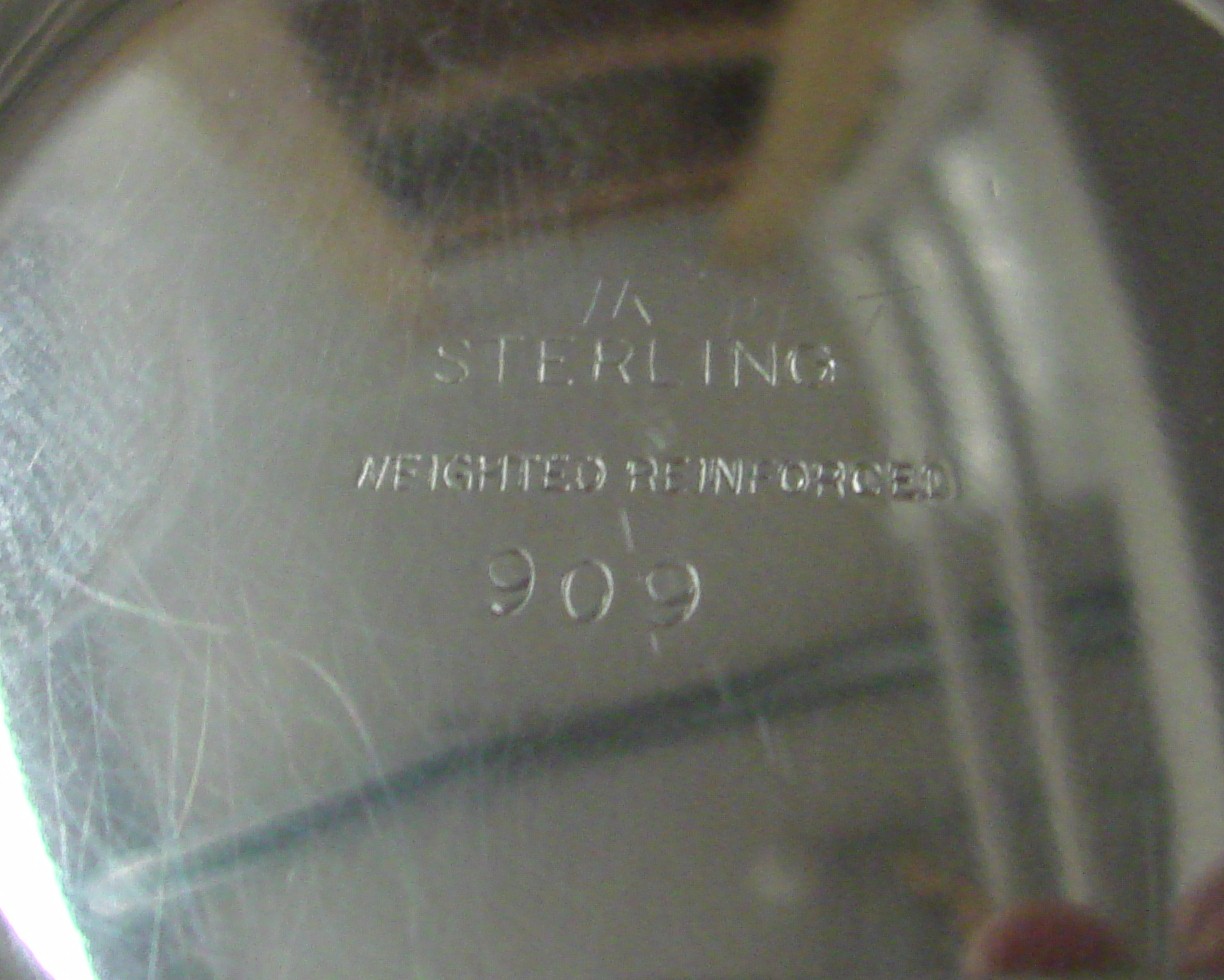 STERLING
WEIGHTED REINFORCED
909